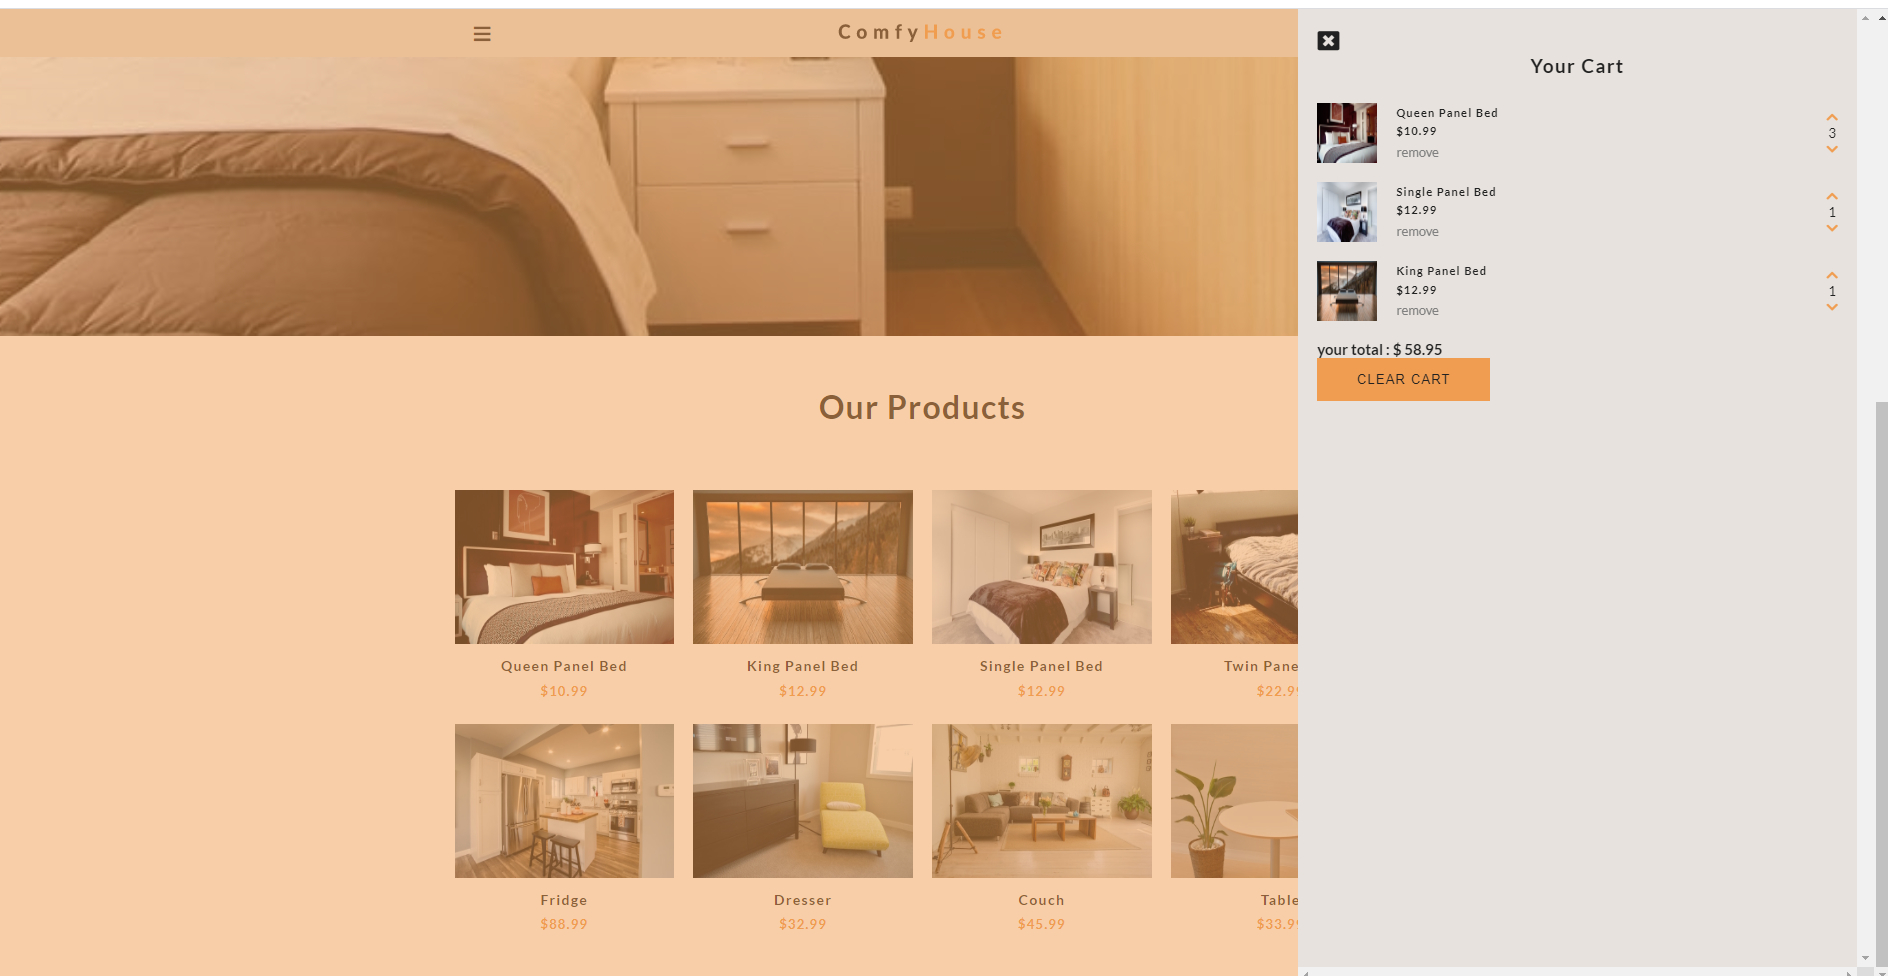 ComfyHouse
Your Cart
Queen Panel Bed
$10.99
remove
3
Single Panel Bed
$12.99
remove
1
King Panel Bed
$12.99
remove
1
your total : $ 58.95
CLEAR CART
Our Products
Queen Panel Bed
$10.99
King Panel Bed
$12.99
Single Panel Bed
$12.99
Twin Pane
$22.9
Fridge
$88.99
Dresser
$32.99
Couch
$45.99
Table
$33.9